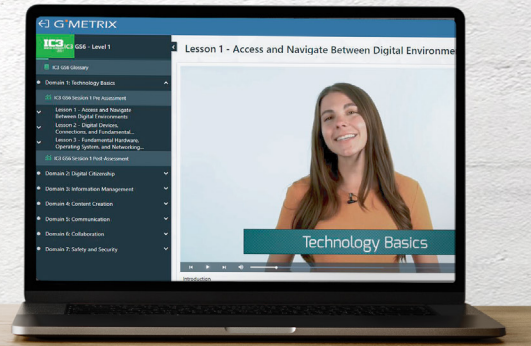 G*METRIX
IC3 IC3 GS6 - Level 1
Lesson 1 - Access and Navigate Between Digital Environme
IC3 GS6 Glossary
Domain 1: Technology Basics
IC3 GS6 Session 1 Pre Assessment
Lesson 1 - Access and Navigate
Between Digital Environments
Lesson 2 - Digital Devices,
Connections, and Fundamental...
Lesson 3 - Fundamental Hardware,
Operating System, and Networking...
IC3 GS6 Session 1 Post-Assessment
Domain 2: Digital Citizenship
Domain 3: Information Management
Domain 4: Content Creation
Domain 5: Communication
Domain 6: Collaboration
Domain 7: Safety and Security
Technology Basics
Introduction